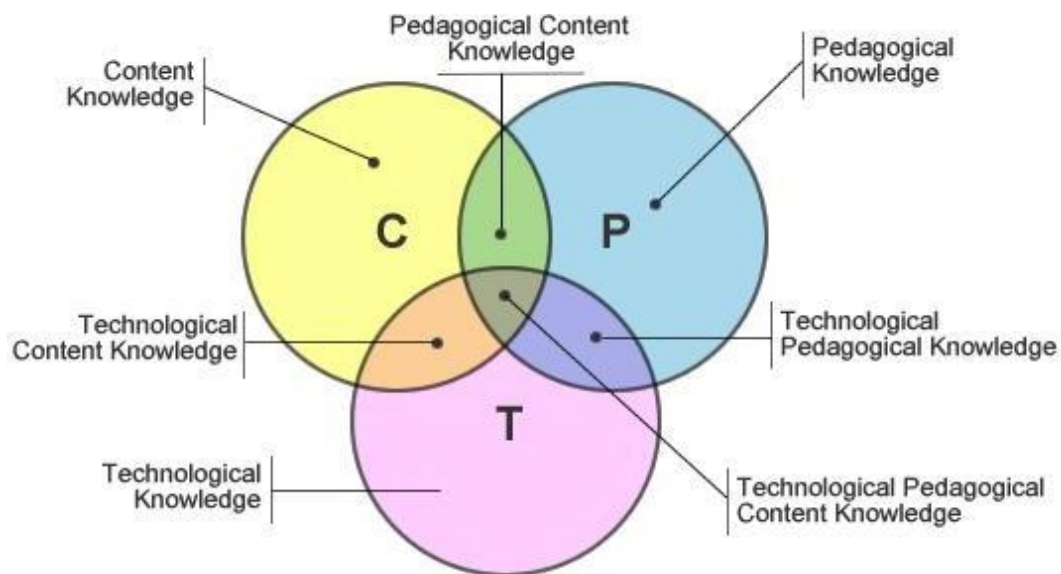 Pedagogical Content
Knowledge
Content
Knowledge
Pedagogical
Knowledge
C
P
Technological
Content Knowledge
Technological
Pedagogical Knowledge
T
Technological
Knowledge
Technological Pedagogical
Content Knowledge